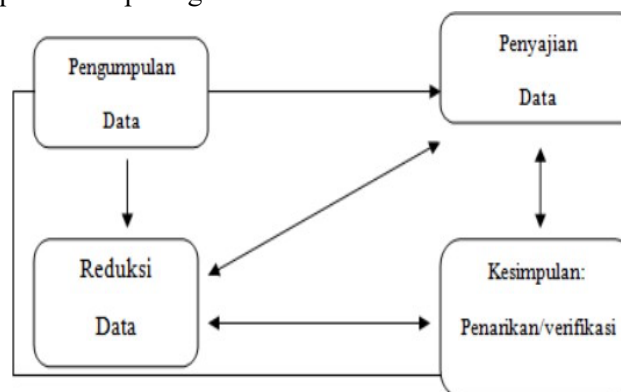 Pengumpulan
Data
Penyajian
Data
Reduksi
Data
Kesimpulan:
Penarikan/verifikasi